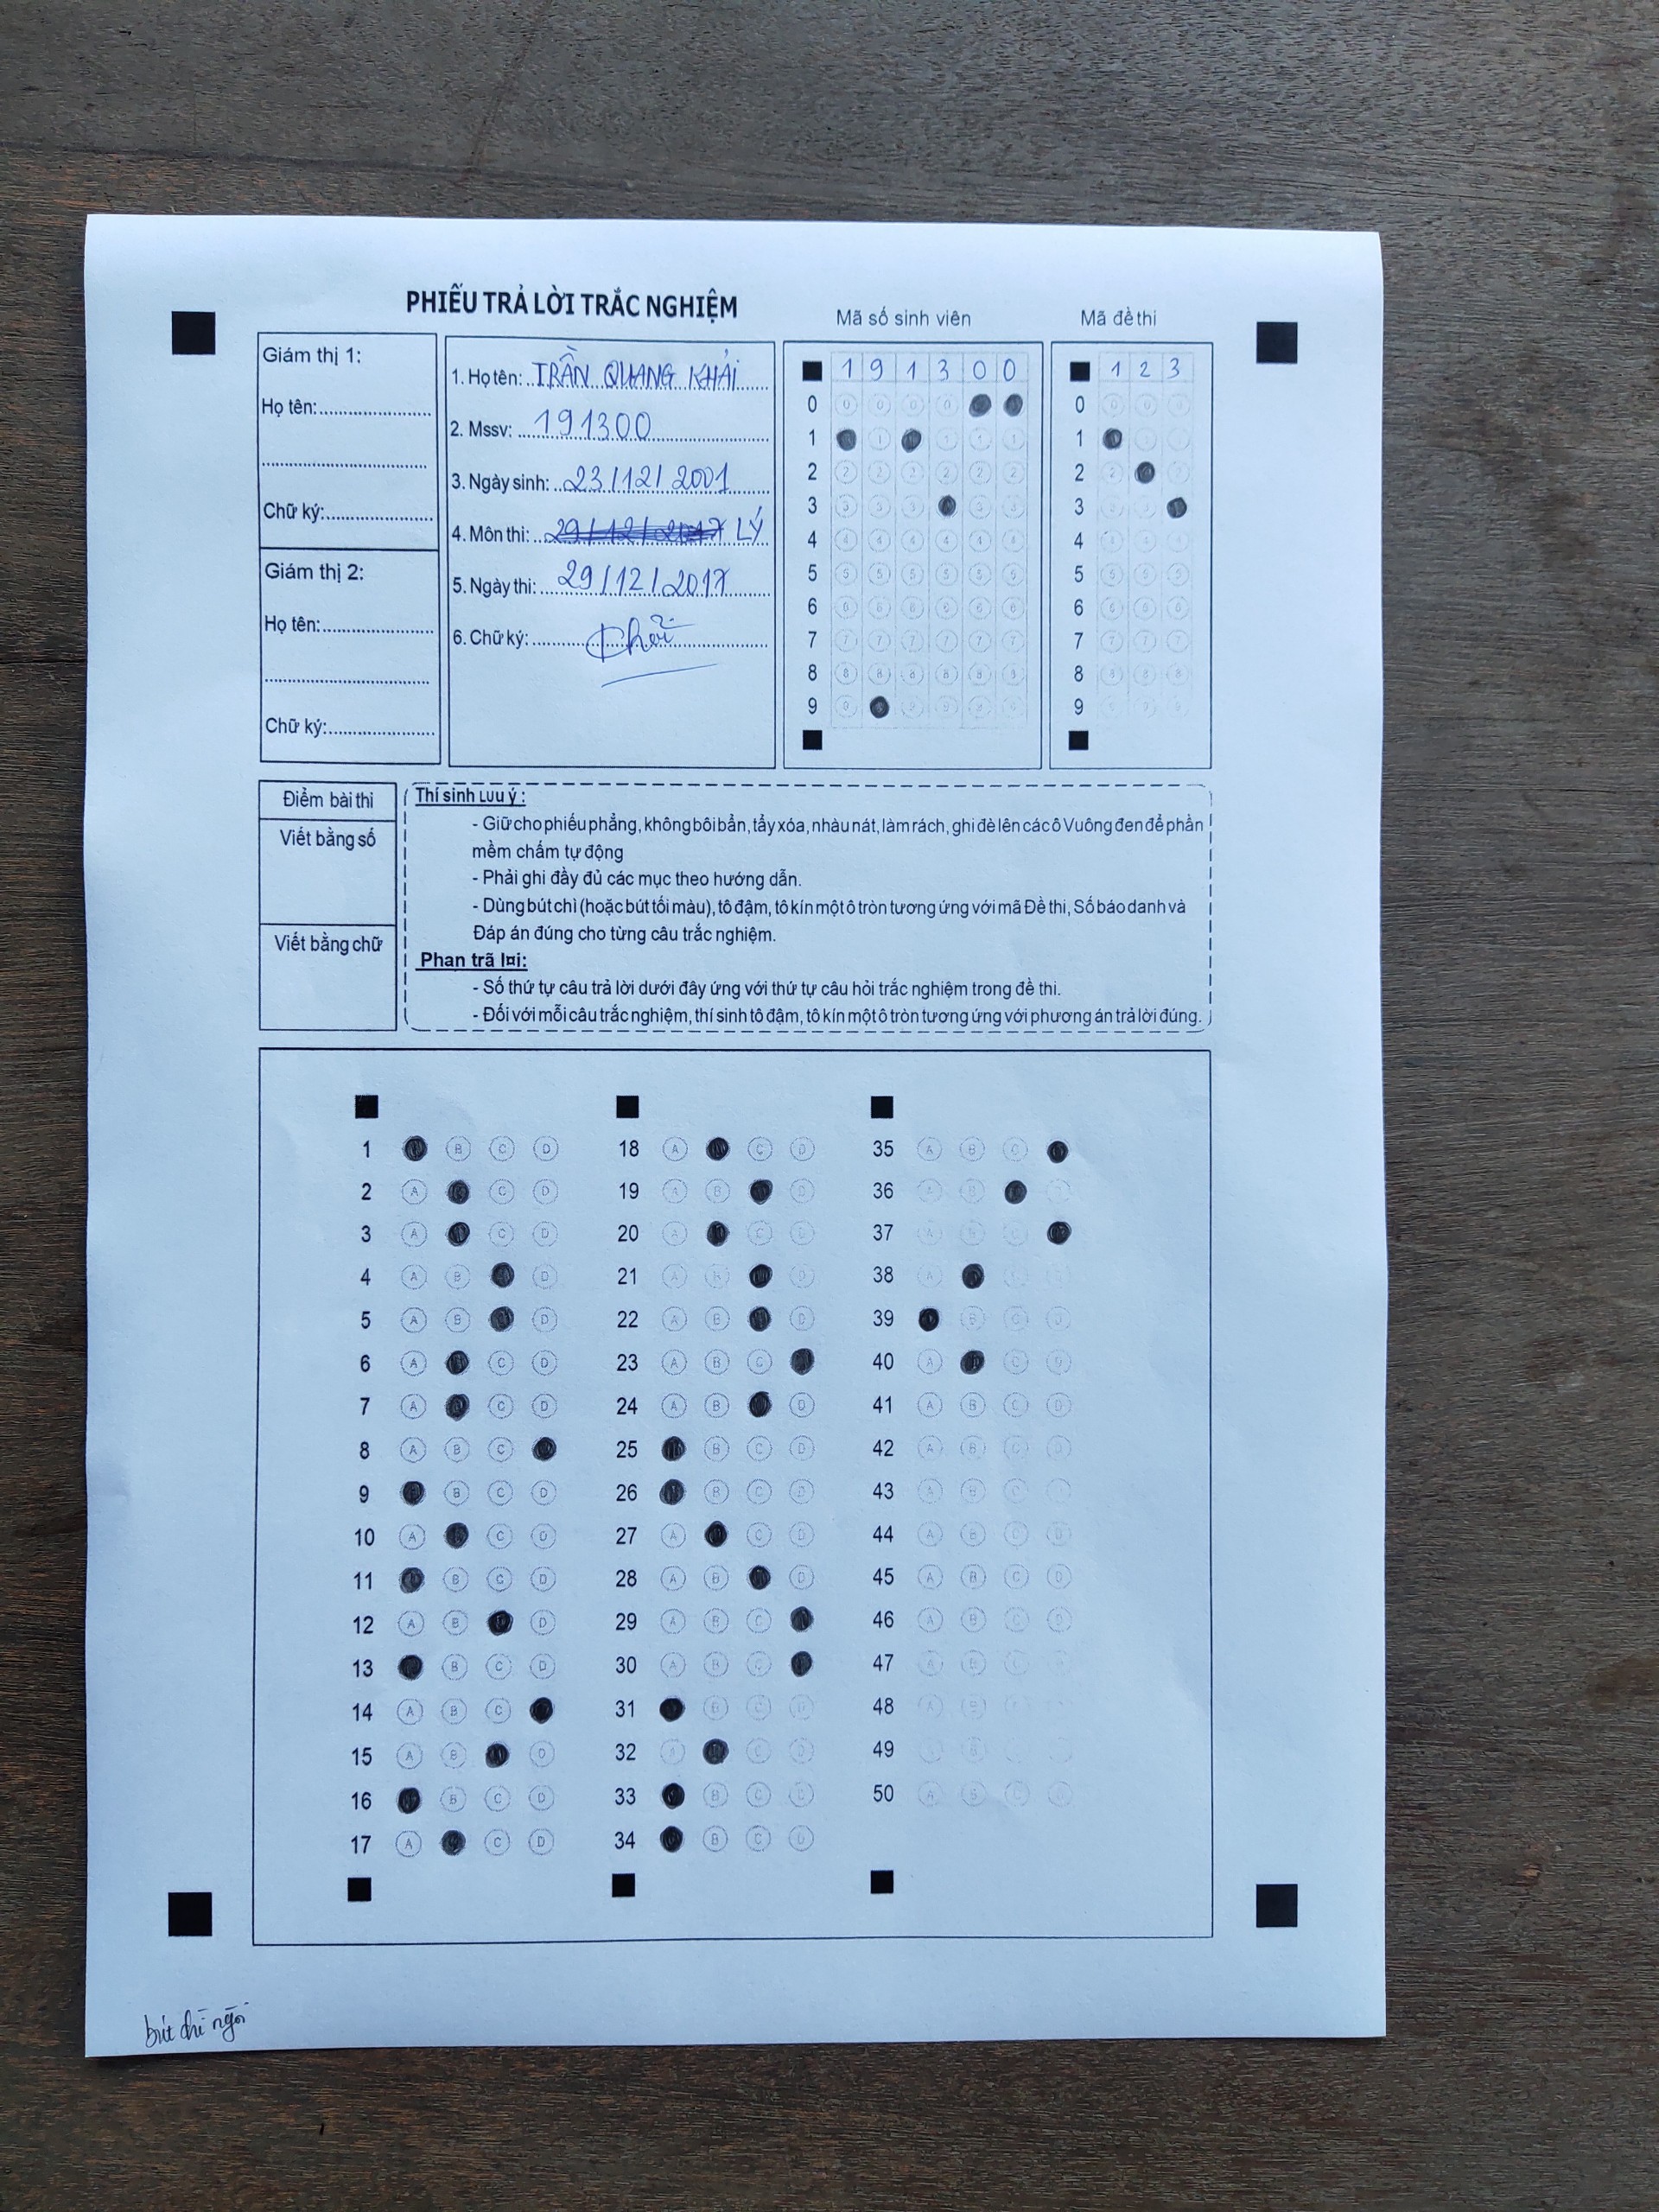 PHIẾU TRẢ LỜI TRẮC NGHIỆM
Mã số sinh viên
Mã đề thi
Giám thị 1:
Họ tên:
Chữ ký:
Giám thị 2:
Họ tên:
Chữ ký:
1. Họ tên: TRẦN QUANG KHẢI
2. Mssv: 191300
3. Ngày sinh: 23/12/2001
4. Môn thi: 29/12/2017 LÝ
5. Ngày thi: 29/12/2017
6. Chữ ký: Khải
1 9 1 3 0 0
0 0 0 0 0
1 1 1 1 1
2 2 2 2 2 2 2
3 3 3 3 3 3
4 4 4 4 4 4 4
5 5 5 5 5 5 5
6 6 6 6 6 6 6
7 7 7 7 7 7 7
8 8 8 8 8 8 8
9 9 9 9 9 9
1 2 3
0 0 0 0
1
2 2
3
4
5 5 5 5
6 6 6 6
7 7 7 7
8 8 8 8
9
Điểm bài thi
Viết bằng số
Viết bằng chữ
Thí sinh Lưu ý :
- Giữ cho phiếu phẳng, không bôi bẩn, tẩy xóa, nhàu nát, làm rách, ghi đè lên các ô Vuông đen để phần
mềm chấm tự động
- Phải ghi đầy đủ các mục theo hướng dẫn.
- Dùng bút chì (hoặc bút tối màu), tô đậm, tô kín một ô tròn tương ứng với mã Đề thi, Số báo danh và
Đáp án đúng cho từng câu trắc nghiệm.
Phan trã l¤i:
- Số thứ tự câu trả lời dưới đây ứng với thứ tự câu hỏi trắc nghiệm trong đề thi.
- Đối với mỗi câu trắc nghiệm, thí sinh tô đậm, tô kín một ô tròn tương ứng với phương án trả lời đúng.
1 B C D
2 A C D
3 A C D
4 A B D
5 A B D
6 A C D
7 A C D
8 A B C
9 B C D
10 A C D
11 B C D
12 A B D
13 B C D
14 A B C
15 A B D
16 B C D
17 A C D
18 A C D
19 A B D
20 A C D
21 A B D
22 A B D
23 A B C
24 A B D
25 B C D
26 B C D
27 A C D
28 A B D
29 A B C
30 A B C
31 B C D
32 A C D
33 B C D
34 B C D
35 A B C
36 A B
37 A B C
38 A C
39 B C D
40 A C D
41 A B C D
42 A B C D
43 A B C
44 A B C D
45 A B C D
46 A B C D
47 A B C
48 A B C
49 A B
50 A B C D
bút chì ngòi